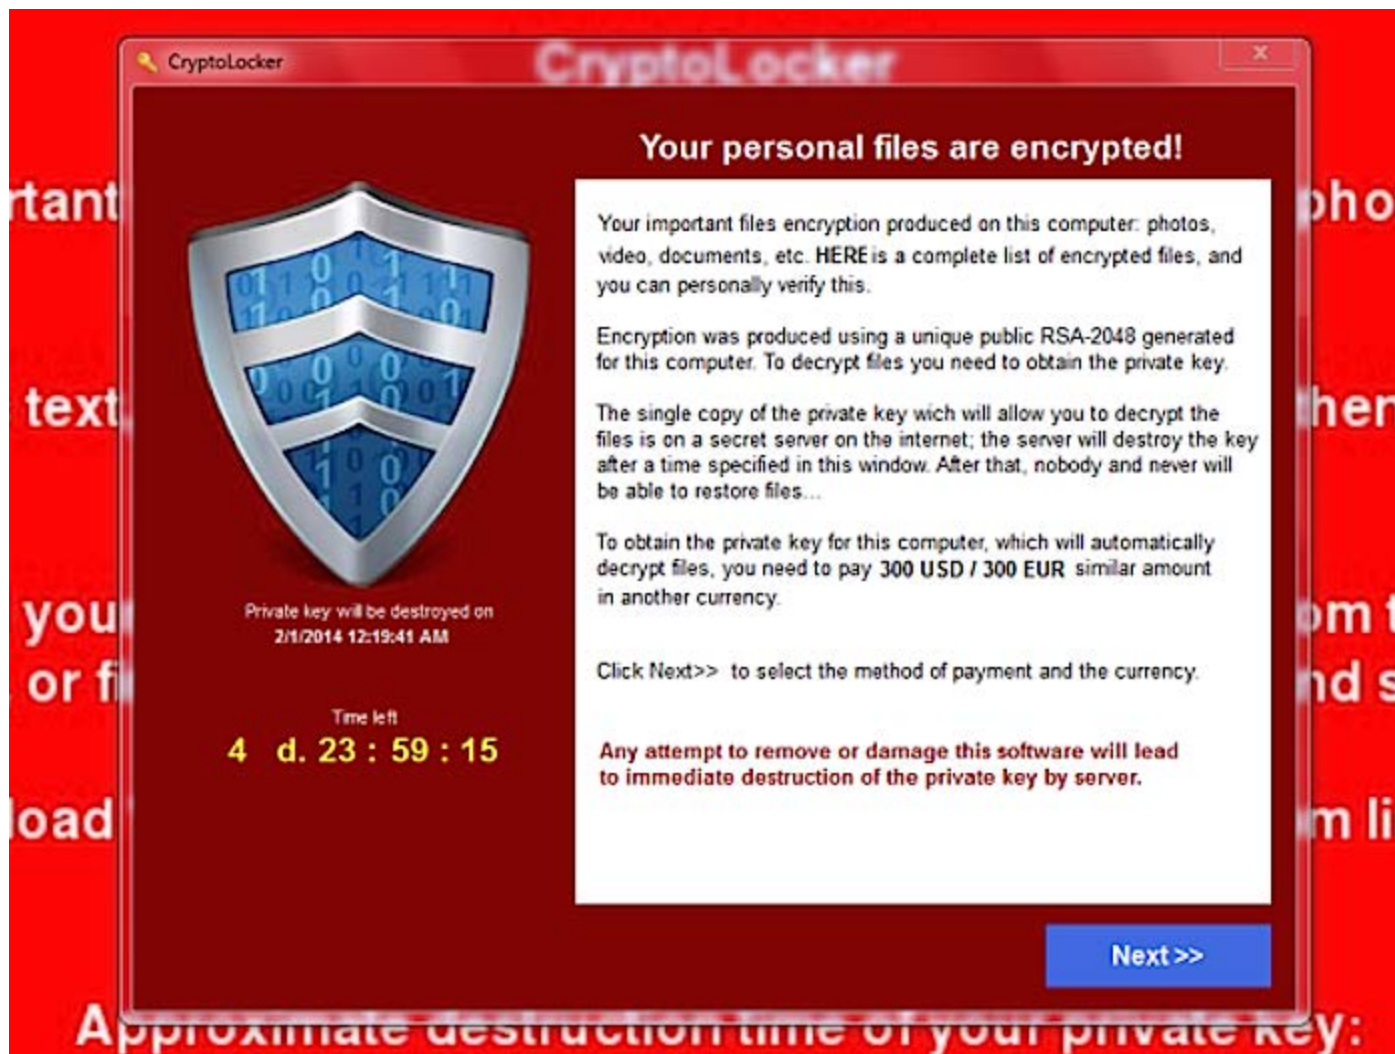 CryptoLocker
CryptoLocker
Your personal files are encrypted!
Your important files encryption produced on this computer: photos,
video, documents, etc. HERE is a complete list of encrypted files, and
you can personally verify this.
Encryption was produced using a unique public RSA-2048 generated
for this computer. To decrypt files you need to obtain the private key.
The single copy of the private key wich will allow you to decrypt the
files is on a secret server on the internet; the server will destroy the key
after a time specified in this window. After that, nobody and never will
be able to restore files...
To obtain the private key for this computer, which will automatically
decrypt files, you need to pay 300 USD / 300 EUR similar amount
in another currency.
Click Next>> to select the method of payment and the currency.
Any attempt to remove or damage this software will lead
to immediate destruction of the private key by server.
Private key will be destroyed on
2/1/2014 12:19:41 AM
Time left
4 d. 23 : 59 : 15
Next >>
text
you
or
load
Approximate destruction time of your private key: